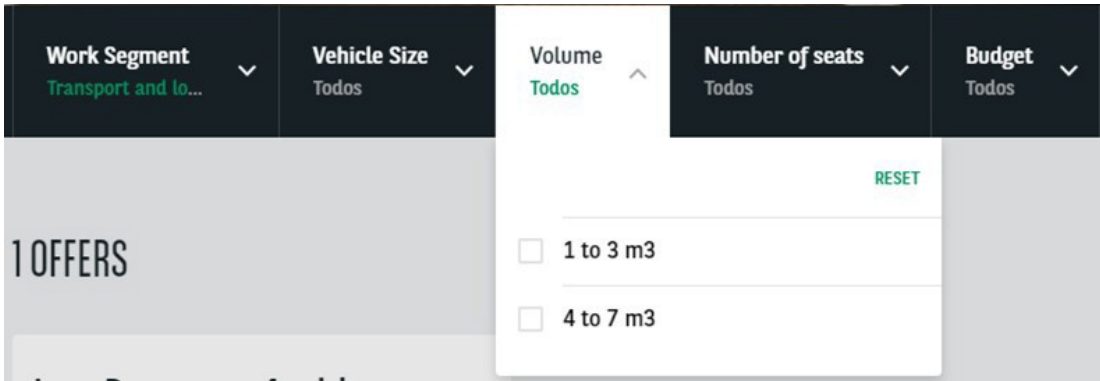 Work Segment
Transport and lo...
Vehicle Size
Todos
Volume
Todos
Number of seats
Todos
Budget
Todos
RESET
1 OFFERS
1 to 3 m3
4 to 7 m3